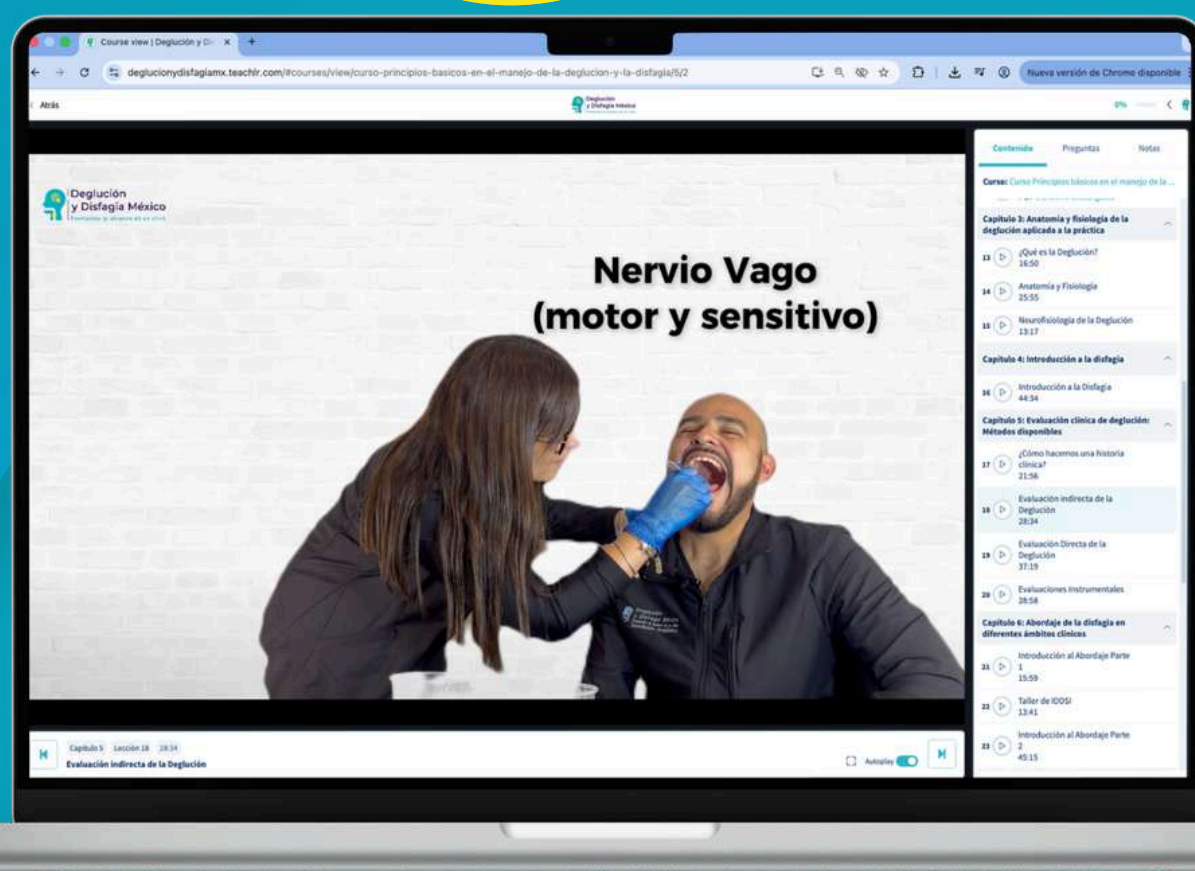 Course view | Deglución y Di
deglucionydisfagiamx.teachlr.com/#courses/view/curso-principios-basicos-en-el-manejo-de-la-deglucion-y-la-disfagia/5/2
Nueva versión de Chrome disponible
Atrás
Deglución
y Disfagia México
0%
Deglución
y Disfagia México
Nervio Vago
(motor y sensitivo)
Capítulo 5 Lección 18 28:34
Evaluación indirecta de la Deglución
Autoplay
Contenido Preguntas Notas
Curso: Curso Principios básicos en el manejo de la ...
Capítulo 3: Anatomía y fisiología de la
deglución aplicada a la práctica
13 ¿Qué es la Deglución?
16:50
14 Anatomía y Fisiología
25:55
15 Neurofisiología de la Deglución
13:17
Capítulo 4: Introducción a la disfagia
16 Introducción a la Disfagia
44:34
Capítulo 5: Evaluación clínica de deglución:
Métodos disponibles
17 ¿Cómo hacemos una historia
clínica?
21:56
18 Evaluación indirecta de la
Deglución
28:34
19 Evaluación Directa de la
Deglución
37:19
20 Evaluaciones Instrumentales
28:58
Capítulo 6: Abordaje de la disfagia en
diferentes ámbitos clínicos
21 Introducción al Abordaje Parte
1
15:59
22 Taller de IDDSI
13:41
23 Introducción al Abordaje Parte
2
45:15